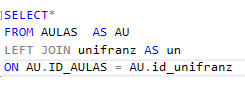 SELECT*
FROM AULAS  AS AU
LEFT JOIN unifranz AS un
ON AU.ID_AULAS = AU.id_unifranz